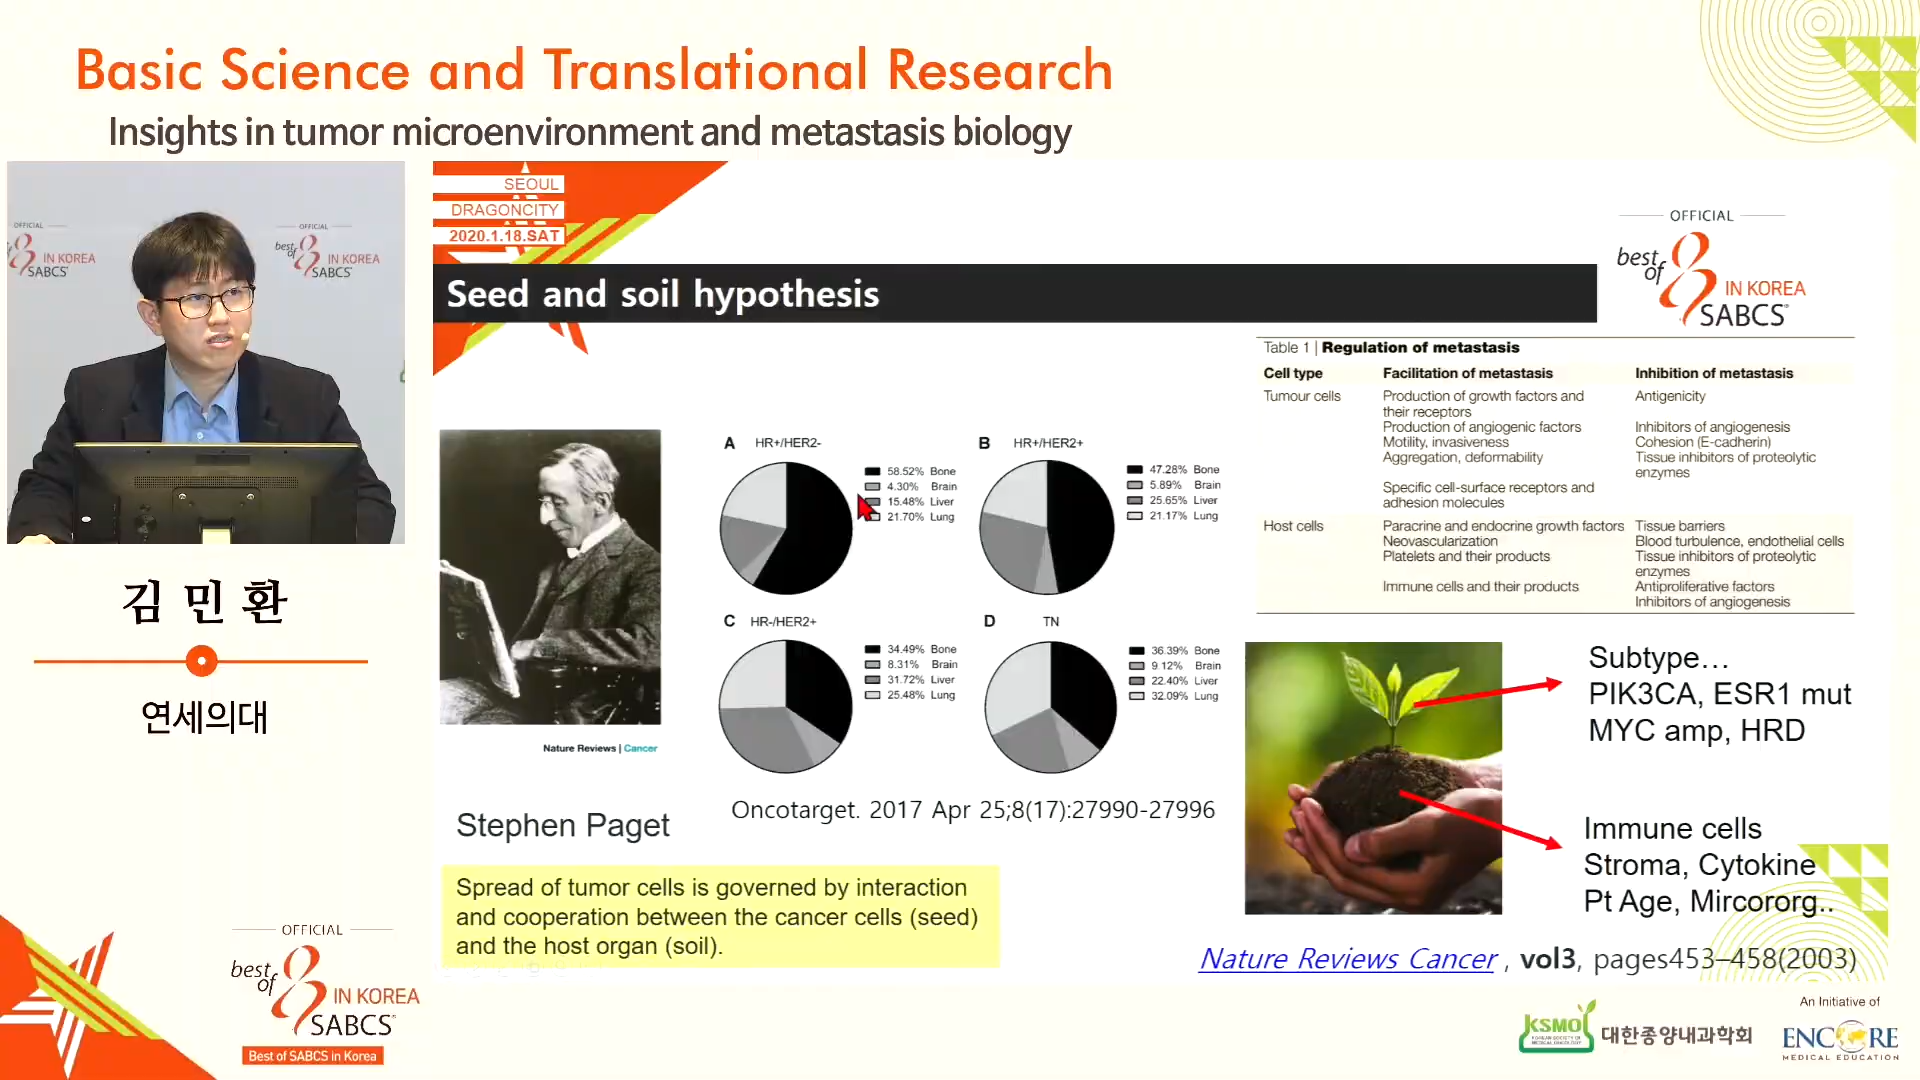 Basic Science and Translational Research
Insights in tumor microenvironment and metastasis biology
OFFICIAL
best of
IN KOREA
SABCS
OFFICIAL
best of
IN KOREA
SABCS
김 민 환
연세의대
SEOUL
DRAGONCITY
2020.1.18.SAT
Seed and soil hypothesis
OFFICIAL
best of
IN KOREA
SABCS
Nature Reviews | Cancer
Stephen Paget
A HR+/HER2-
58.52% Bone
4.30% Brain
15.48% Liver
21.70% Lung
B HR+/HER2+
47.28% Bone
5.89% Brain
25.65% Liver
21.17% Lung
C HR-/HER2+
34.49% Bone
8.31% Brain
31.72% Liver
25.48% Lung
D TN
36.39% Bone
9.12% Brain
22.40% Liver
32.09% Lung
Oncotarget. 2017 Apr 25;8(17):27990-27996
Spread of tumor cells is governed by interaction
and cooperation between the cancer cells (seed)
and the host organ (soil).
Table 1 | Regulation of metastasis
Cell type Facilitation of metastasis Inhibition of metastasis
Tumour cells Production of growth factors and Antigenicity
their receptors
Production of angiogenic factors Inhibitors of angiogenesis
Motility, invasiveness Cohesion (E-cadherin)
Aggregation, deformability Tissue inhibitors of proteolytic
enzymes
Specific cell-surface receptors and
adhesion molecules
Host cells Paracrine and endocrine growth factors Tissue barriers
Neovascularization Blood turbulence, endothelial cells
Platelets and their products Tissue inhibitors of proteolytic
enzymes
Immune cells and their products Antiproliferative factors
Inhibitors of angiogenesis
Subtype...
PIK3CA, ESR1 mut
MYC amp, HRD
Immune cells
Stroma, Cytokine
Pt Age, Mircororg..
Nature Reviews Cancer , vol3, pages453–458(2003)
OFFICIAL
best of
IN KOREA
SABCS
Best of SABCS in Korea
KSMO
KOREAN SOCIETY OF
MEDICAL ONCOLOGY
대한종양내과학회
An Initiative of
ENCORE
MEDICAL EDUCATION